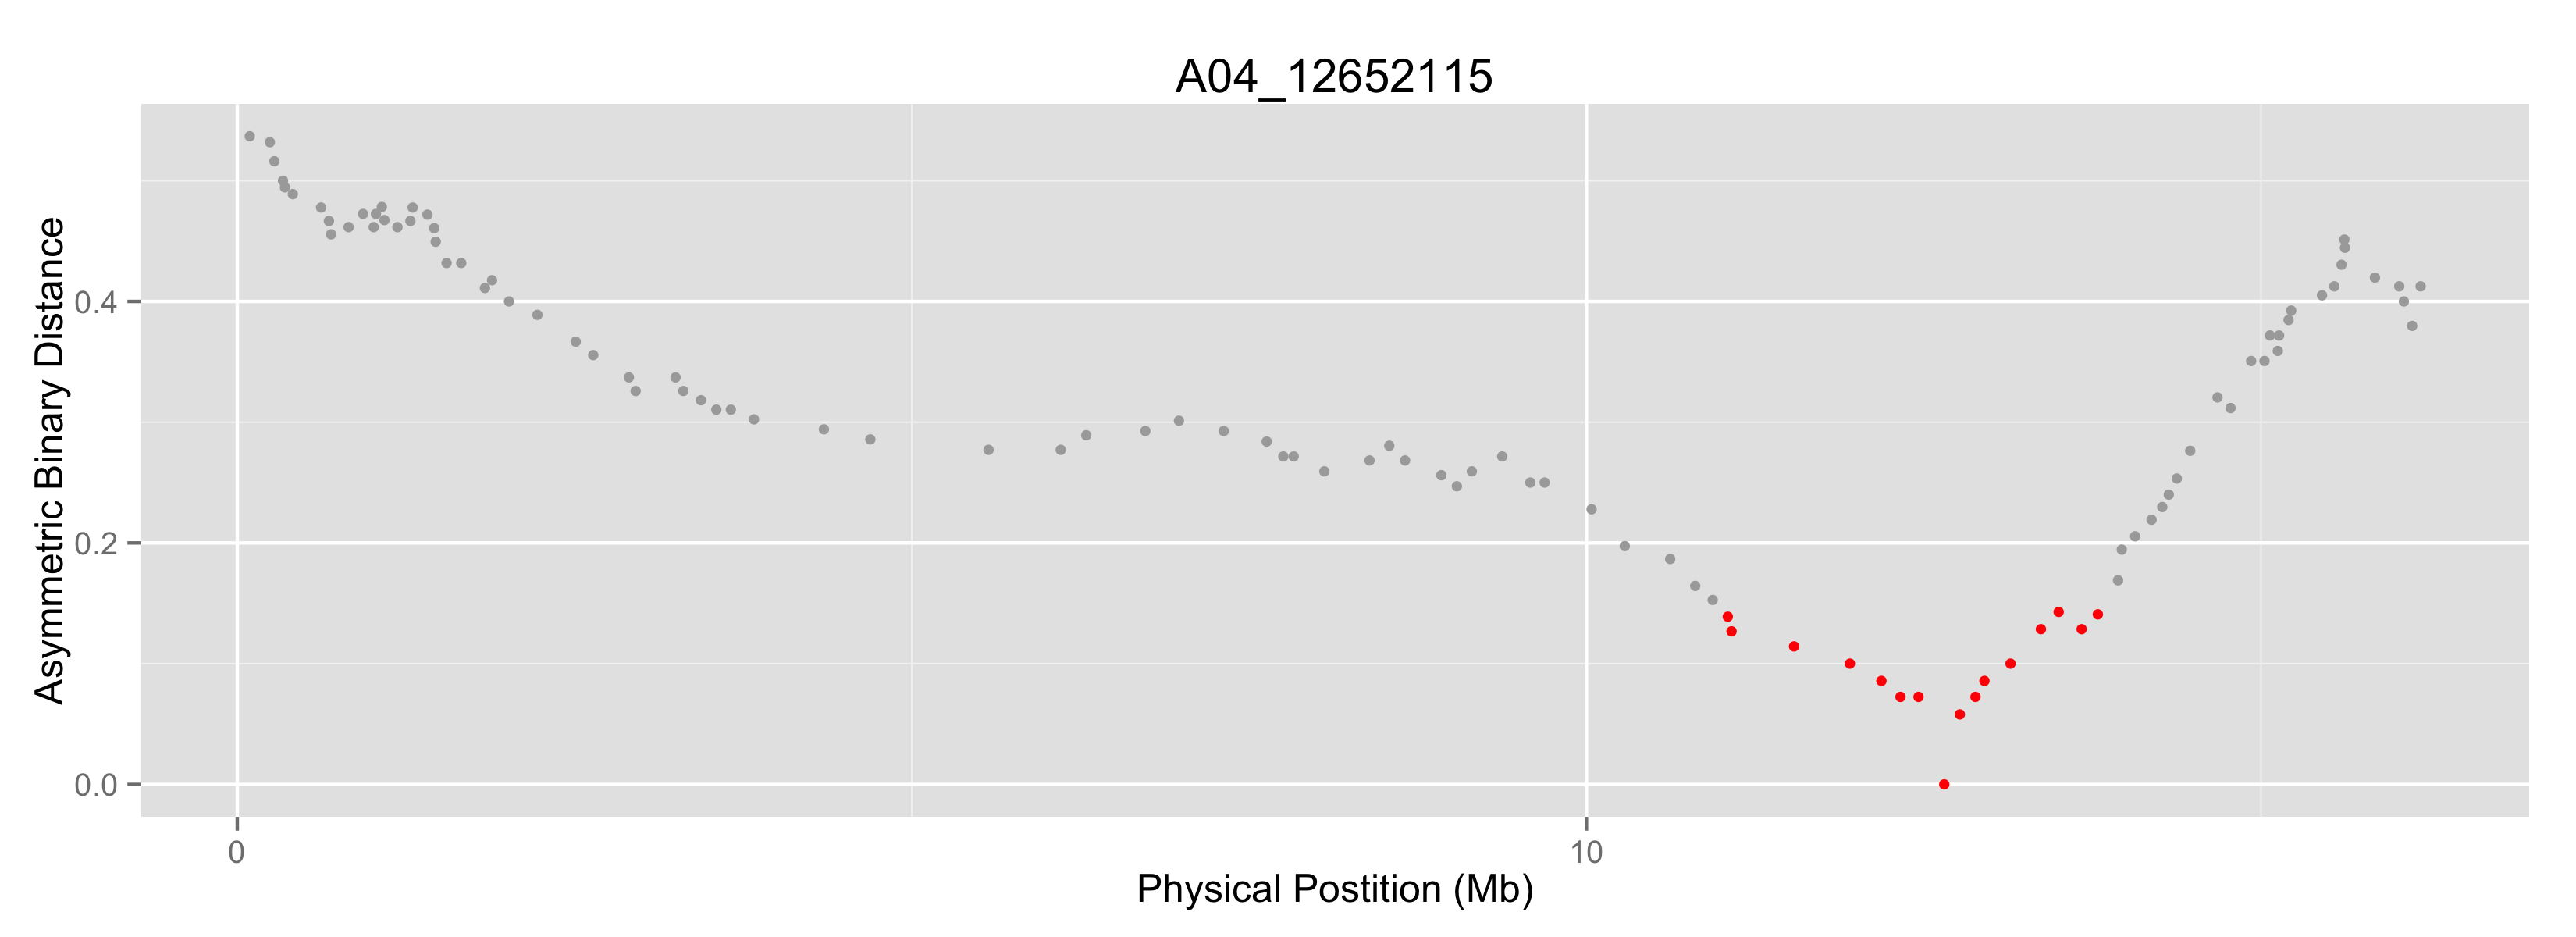 A04_12652115
Asymmetric Binary Distance
0.4
0.2
0.0
0
10
Physical Postition (Mb)